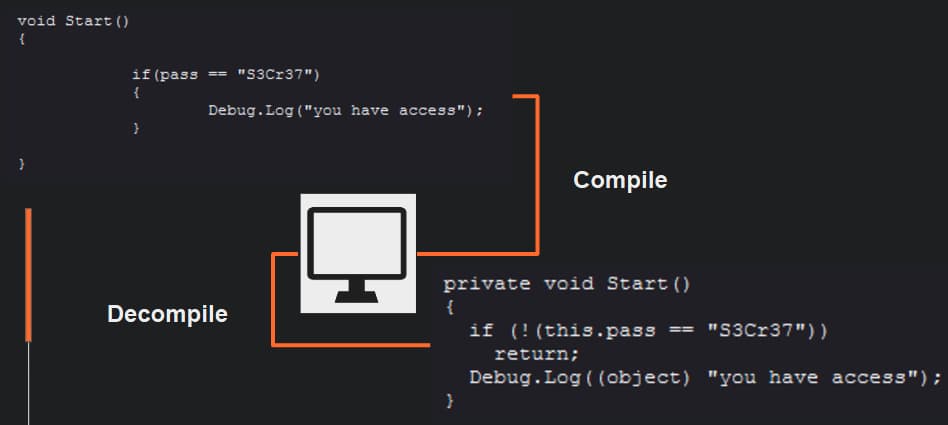 void Start()
{
if(pass == "S3Cr37")
{
Debug.Log("you have access");
}
}
Compile
Decompile
private void Start()
{
if (!(this.pass == "S3Cr37"))
return;
Debug.Log((object) "you have access");
}